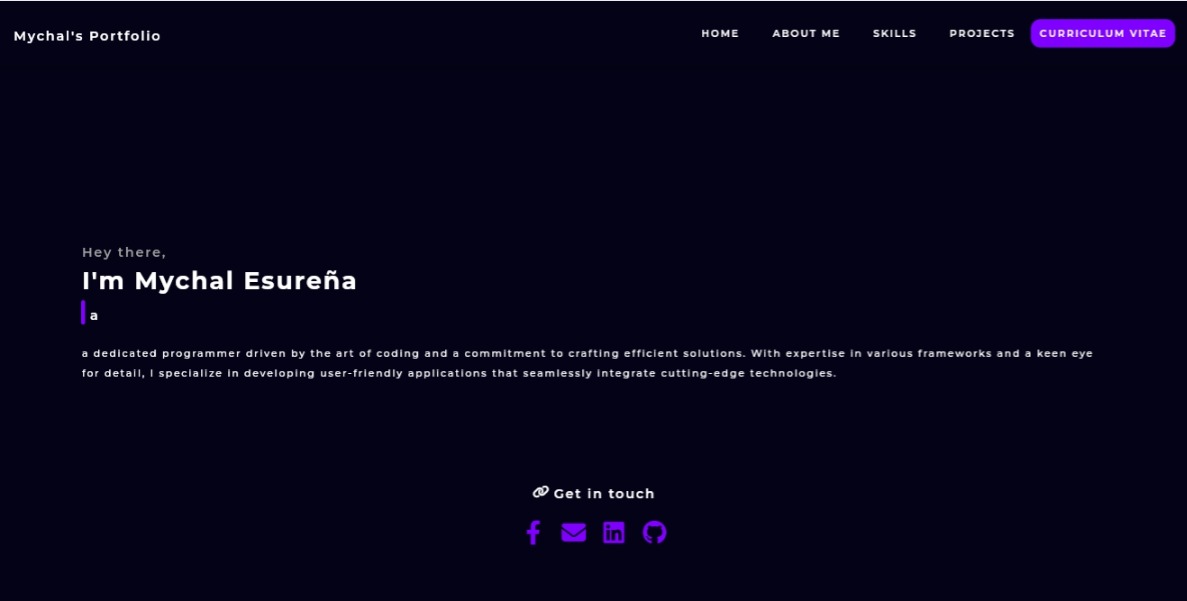 Mychal's Portfolio
HOME ABOUT ME SKILLS PROJECTS CURRICULUM VITAE
Hey there,
I'm Mychal Esureña
a
a dedicated programmer driven by the art of coding and a commitment to crafting efficient solutions. With expertise in various frameworks and a keen eye
for detail, I specialize in developing user-friendly applications that seamlessly integrate cutting-edge technologies.
Get in touch